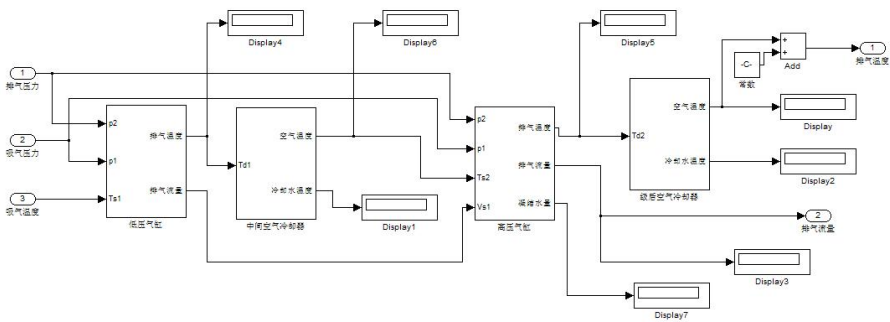 Display4
Display6
Display5
-C-
常数
+
+
Add
1
排气温度
1
排气压力
2
吸气压力
3
吸气温度
p2
p1
Ts1
排气温度
排气流量
低压气缸
Td1
空气温度
冷却水温度
中间空气冷却器
Display1
p2
p1
Ts2
Vs1
排气温度
排气流量
凝结水量
高压气缸
Td2
空气温度
冷却水温度
级后空气冷却器
Display
Display2
2
排气流量
Display3
Display7